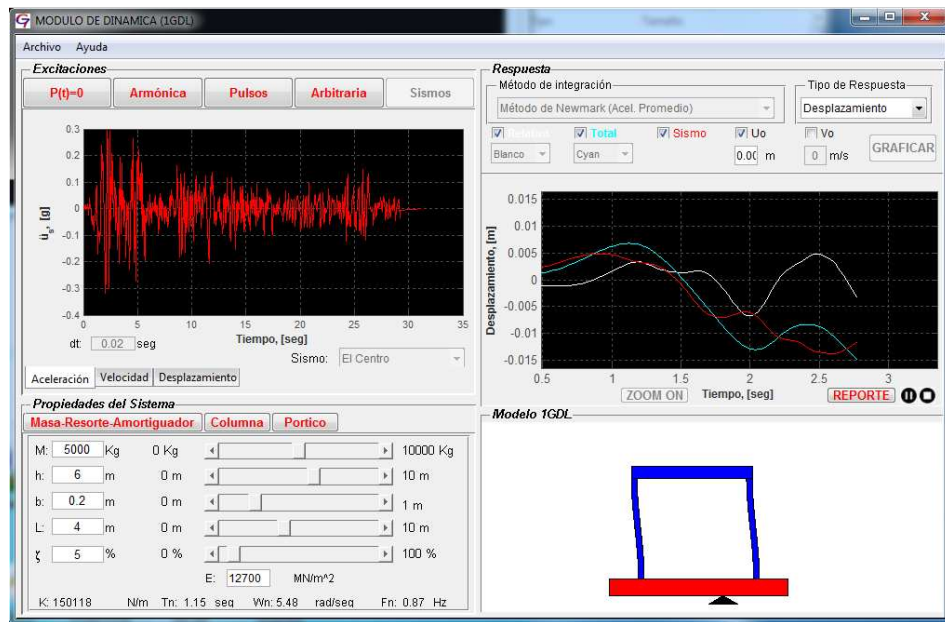 MODULO DE DINAMICA (1GDL)
Archivo Ayuda
Excitaciones
P(t)=0 Armónica Pulsos Arbitraria Sismos
0.3
0.2
0.1
0
-0.1
-0.2
-0.3
-0.4
üs, [g]
0 5 10 15 20 25 30 35
Tiempo, [seg]
dt: 0.02 seg
Sismo: El Centro
Aceleración Velocidad Desplazamiento
Respuesta
Método de integración
Método de Newmark (Acel. Promedio)
Tipo de Respuesta
Desplazamiento
Relativo Total Sismo Uo Vo
Blanco Cyan 0.00 m 0 m/s GRAFICAR
0.015
0.01
0.005
0
-0.005
-0.01
-0.015
Desplazamiento, [m]
0.5 1 1.5 2 2.5 3
ZOOM ON Tiempo, [seg] REPORTE
Propiedades del Sistema
Masa-Resorte-Amortiguador Columna Portico
M: 5000 Kg 0 Kg 10000 Kg
h: 6 m 0 m 10 m
b: 0.2 m 0 m 1 m
L: 4 m 0 m 10 m
ζ 5 % 0 % 100 %
E: 12700 MN/m^2
K: 150118 N/m Tn: 1.15 seg Wn: 5.48 rad/seg Fn: 0.87 Hz
Modelo 1GDL